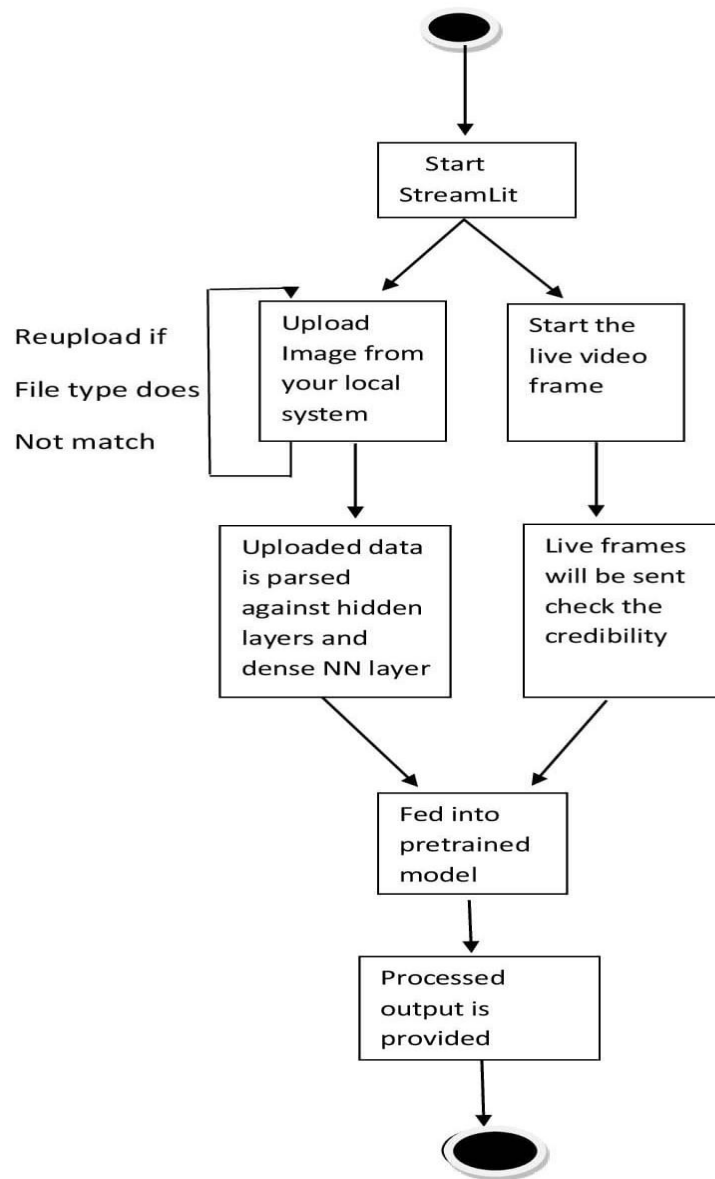 Start
StreamLit
Reupload if
File type does
Not match
Upload
Image from
your local
system
Start the
live video
frame
Uploaded data
is parsed
against hidden
layers and
dense NN layer
Live frames
will be sent
check the
credibility
Fed into
pretrained
model
Processed
output is
provided